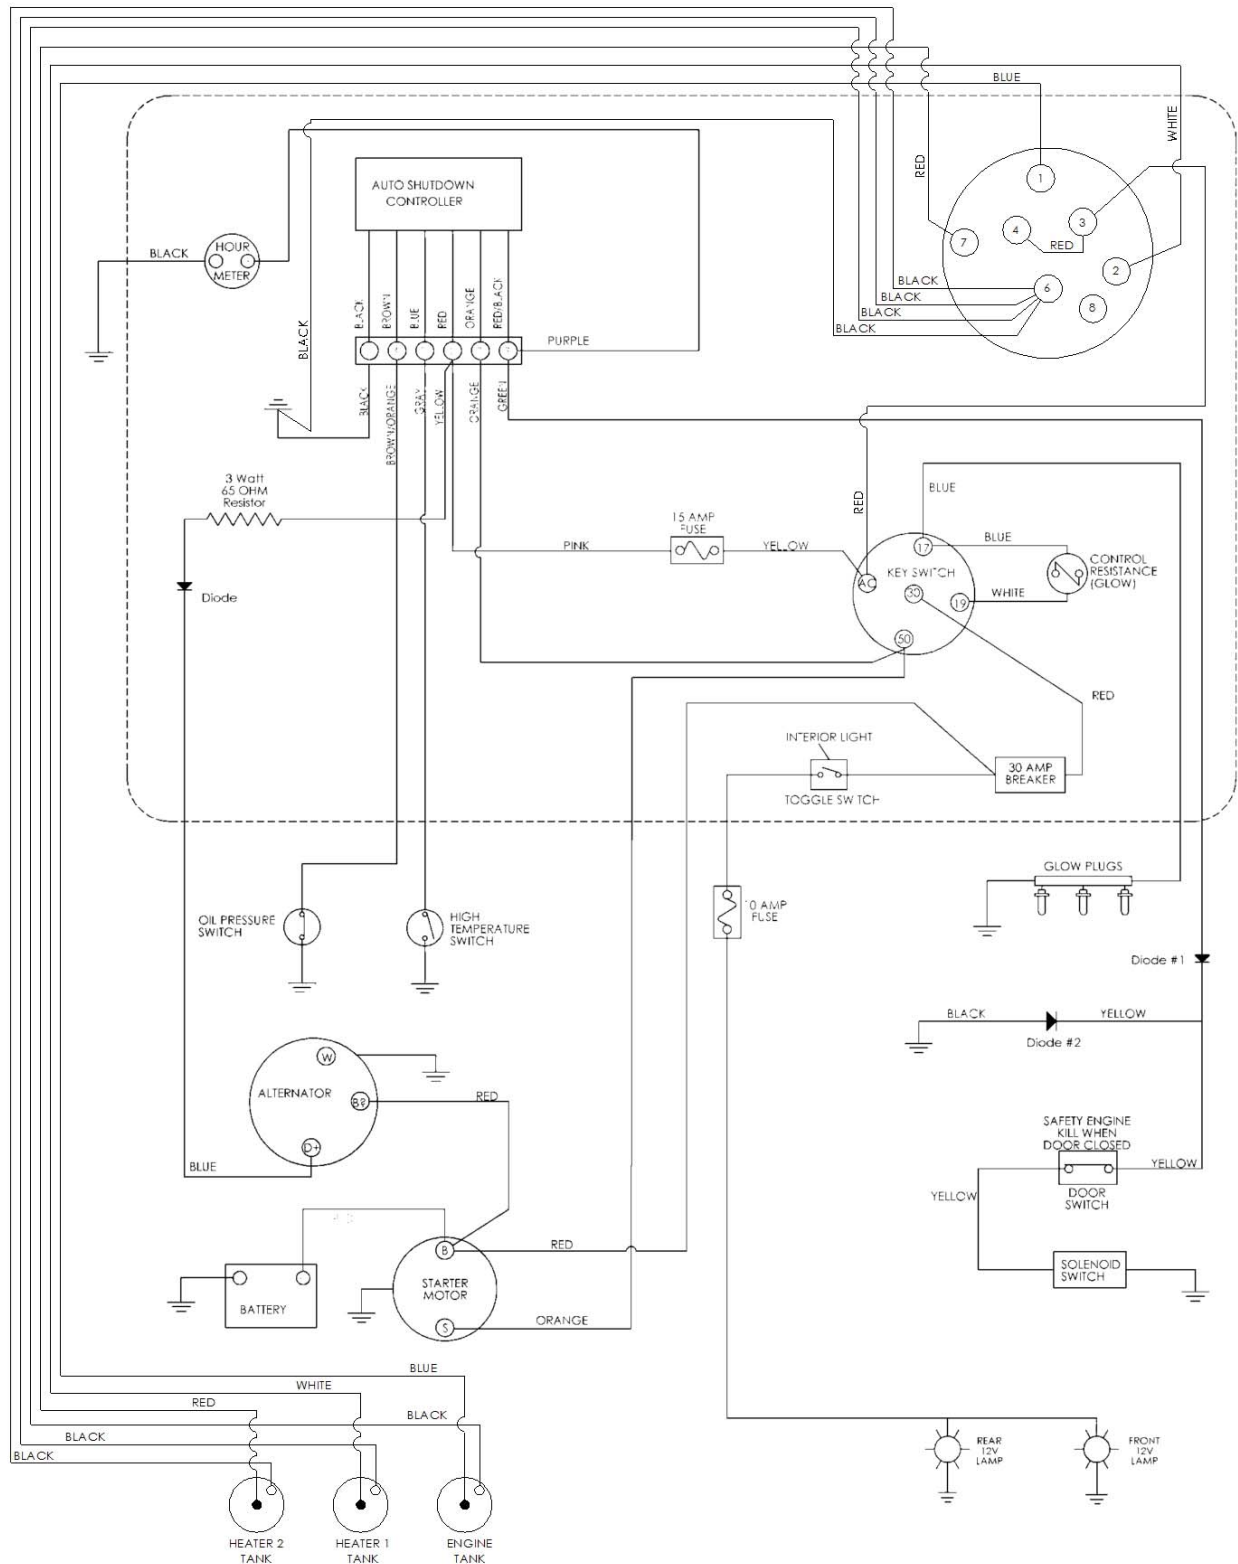 BLUE
WHITE
RED
AUTO SHUTDOWN
CONTROLLER
1
3
4
RED
7
2
6
8
BLACK
BLACK
BLACK
BLACK
BLACK
HOUR
METER
BLACK
BLACK
BROWN
BLUE
RED
ORANGE
RED/BLACK
PURPLE
BLACK
BROWN/ORANGE
GRAY
YELLOW
ORANGE
GREEN
3 Watt
65 OHM
Resistor
Diode
PINK
15 AMP
FUSE
YELLOW
RED
BLUE
17
BLUE
KEY SWITCH
AC
30
19
50
WHITE
CONTROL
RESISTANCE
(GLOW)
RED
INTERIOR LIGHT
TOGGLE SWITCH
30 AMP
BREAKER
GLOW PLUGS
OIL PRESSURE
SWITCH
HIGH
TEMPERATURE
SWITCH
0 AMP
FUSE
Diode #1
BLACK
YELLOW
Diode #2
W
ALTERNATOR
B?
D+
RED
BLUE
SAFETY ENGINE
KILL WHEN
DOOR CLOSED
YELLOW
DOOR
SWITCH
YELLOW
SOLENOID
SWITCH
B
RED
STARTER
MOTOR
S
ORANGE
BATTERY
BLUE
WHITE
RED
BLACK
BLACK
BLACK
REAR
12V
LAMP
FRONT
12V
LAMP
HEATER 2
TANK
HEATER 1
TANK
ENGINE
TANK